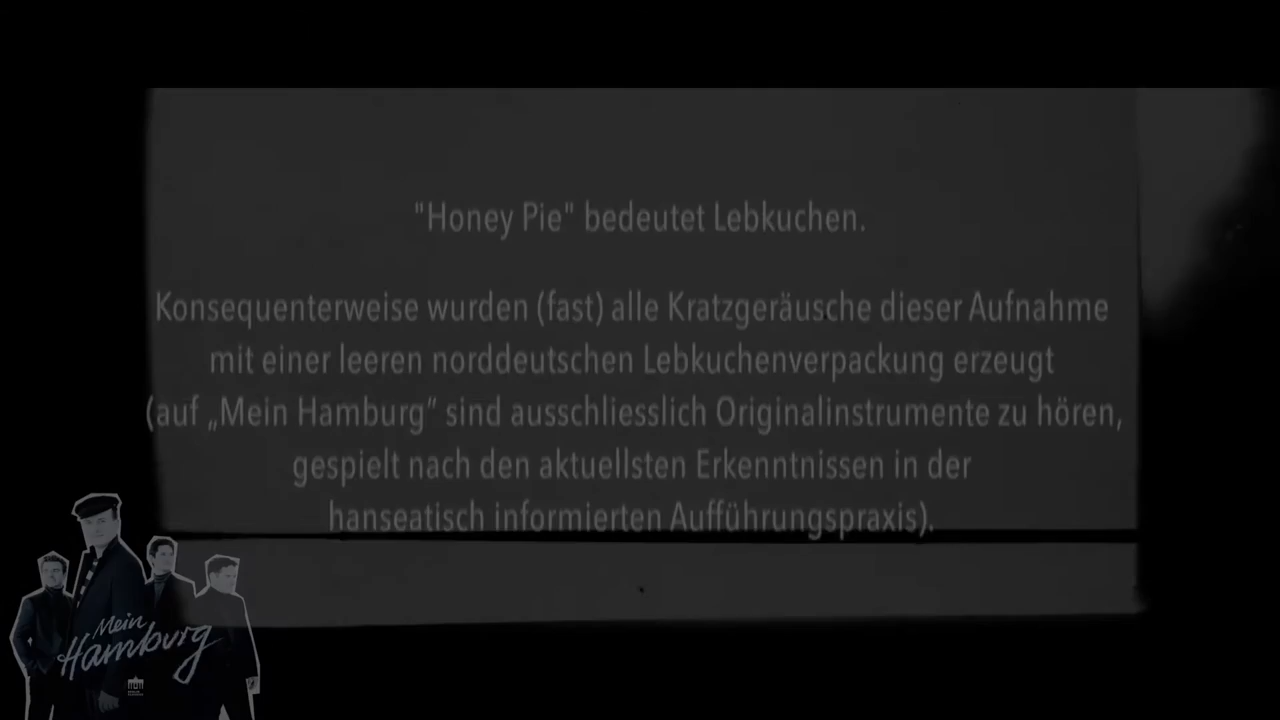 "Honey Pie" bedeutet Lebkuchen.
Konsequenterweise wurden (fast) alle Kratzgeräusche dieser Aufnahme
mit einer leeren norddeutschen Lebkuchenverpackung erzeugt
(auf „Mein Hamburg” sind ausschliesslich Originalinstrumente zu hören,
gespielt nach den aktuellsten Erkenntnissen in der
hanseatisch informierten Aufführungspraxis).
Mein
Hamburg